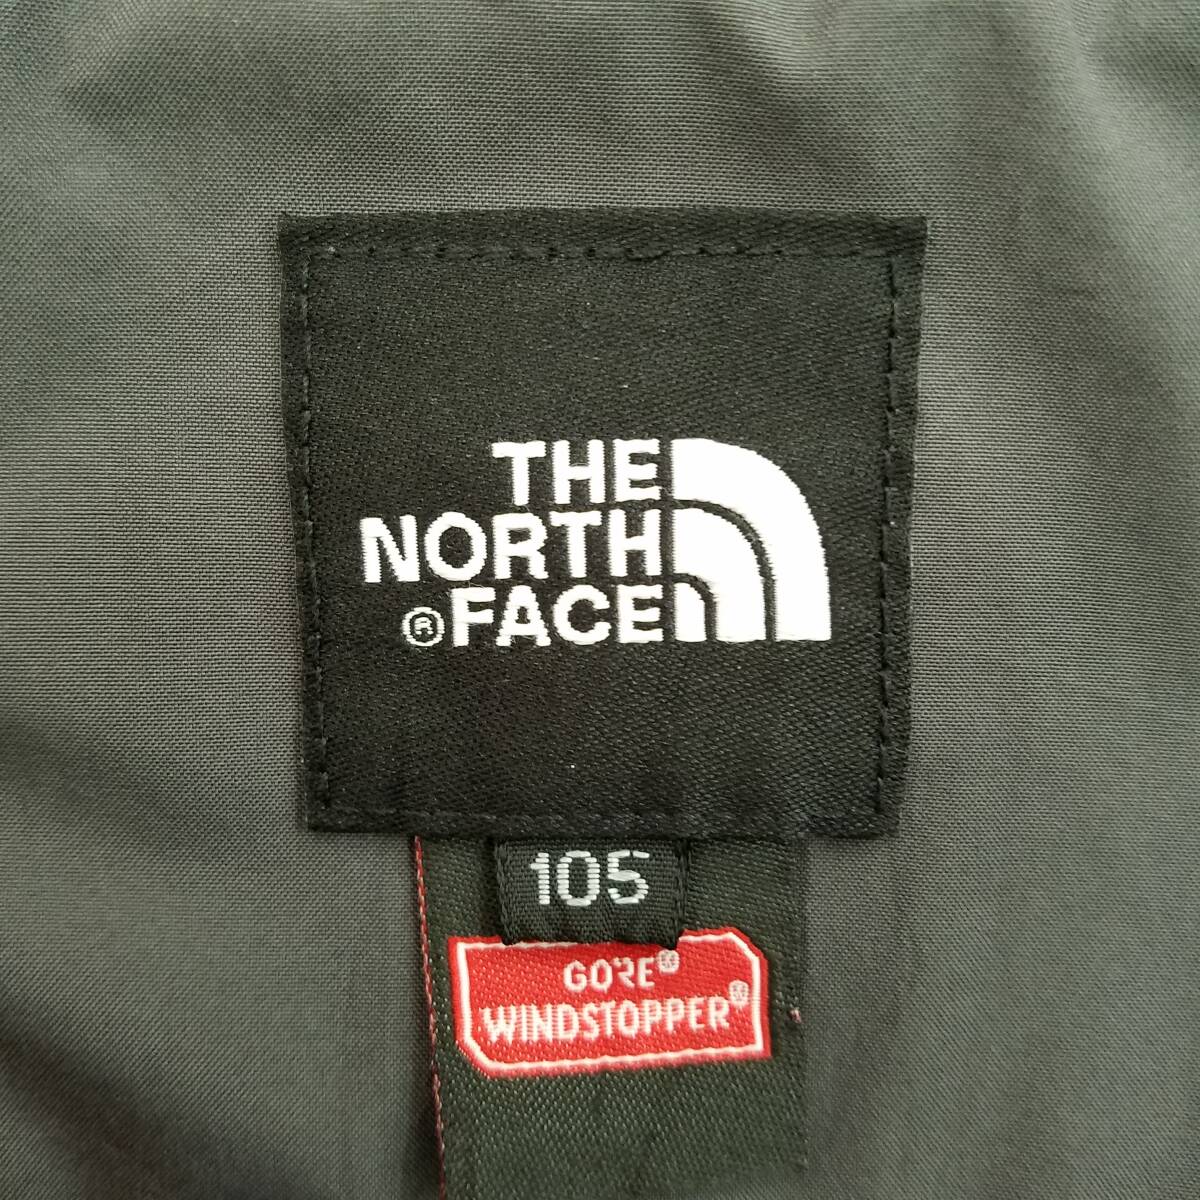 THE
NORTH
®FACE
105
GORE®
WINDSTOPPER®